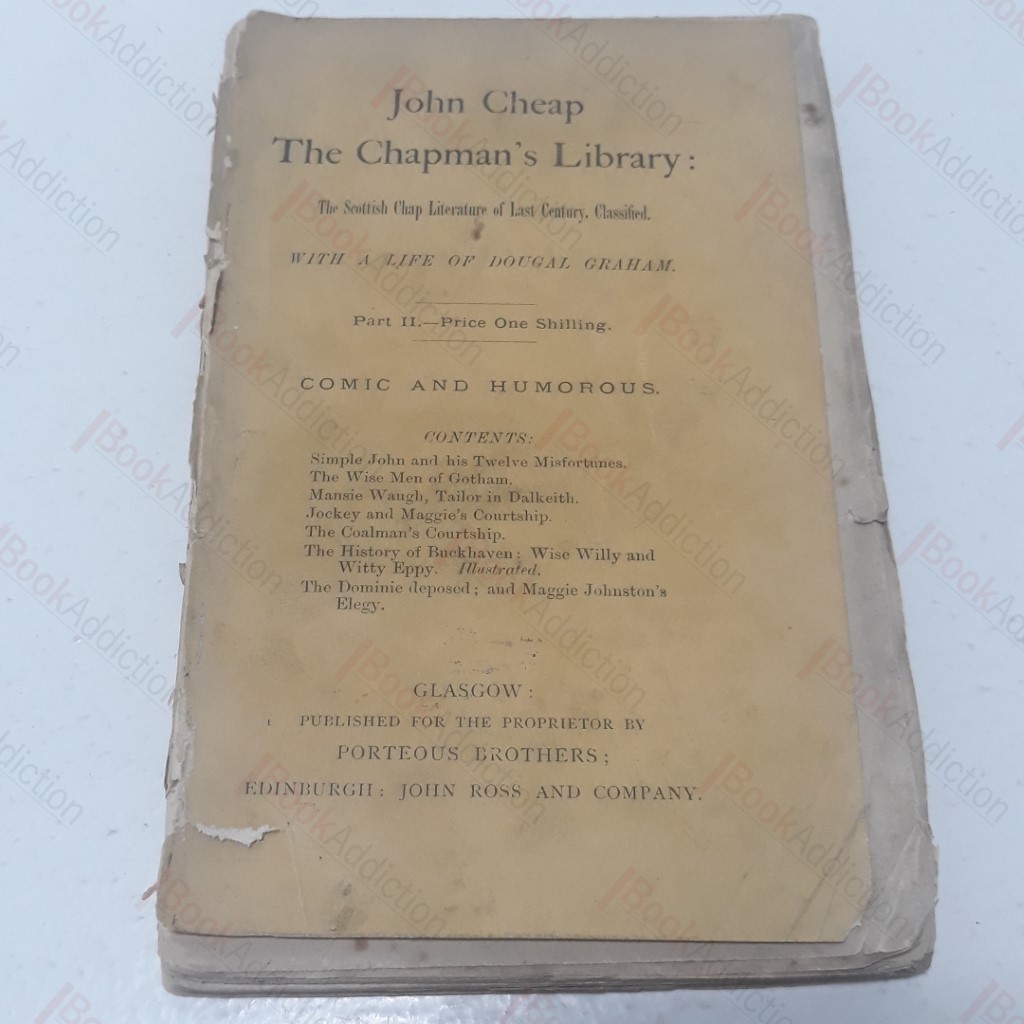 John Cheap
The Chapman's Library:
The Scottish Chap Literature of Last Century, Classified.
WITH A LIFE OF DOUGAL GRAHAM.
Part II.—Price One Shilling.
COMIC AND HUMOROUS.
CONTENTS:
Simple John and his Twelve Misfortunes.
The Wise Men of Gotham.
Mansie Waugh, Tailor in Dalkeith.
Jockey and Maggie's Courtship.
The Coalman's Courtship.
The History of Buckhaven: Wise Willy and
Witty Eppy. Illustrated.
The Dominie deposed; and Maggie Johnston's
Elegy.
GLASGOW:
PUBLISHED FOR THE PROPRIETOR BY
PORTEOUS BROTHERS;
EDINBURGH: JOHN ROSS AND COMPANY.
BookAddiction